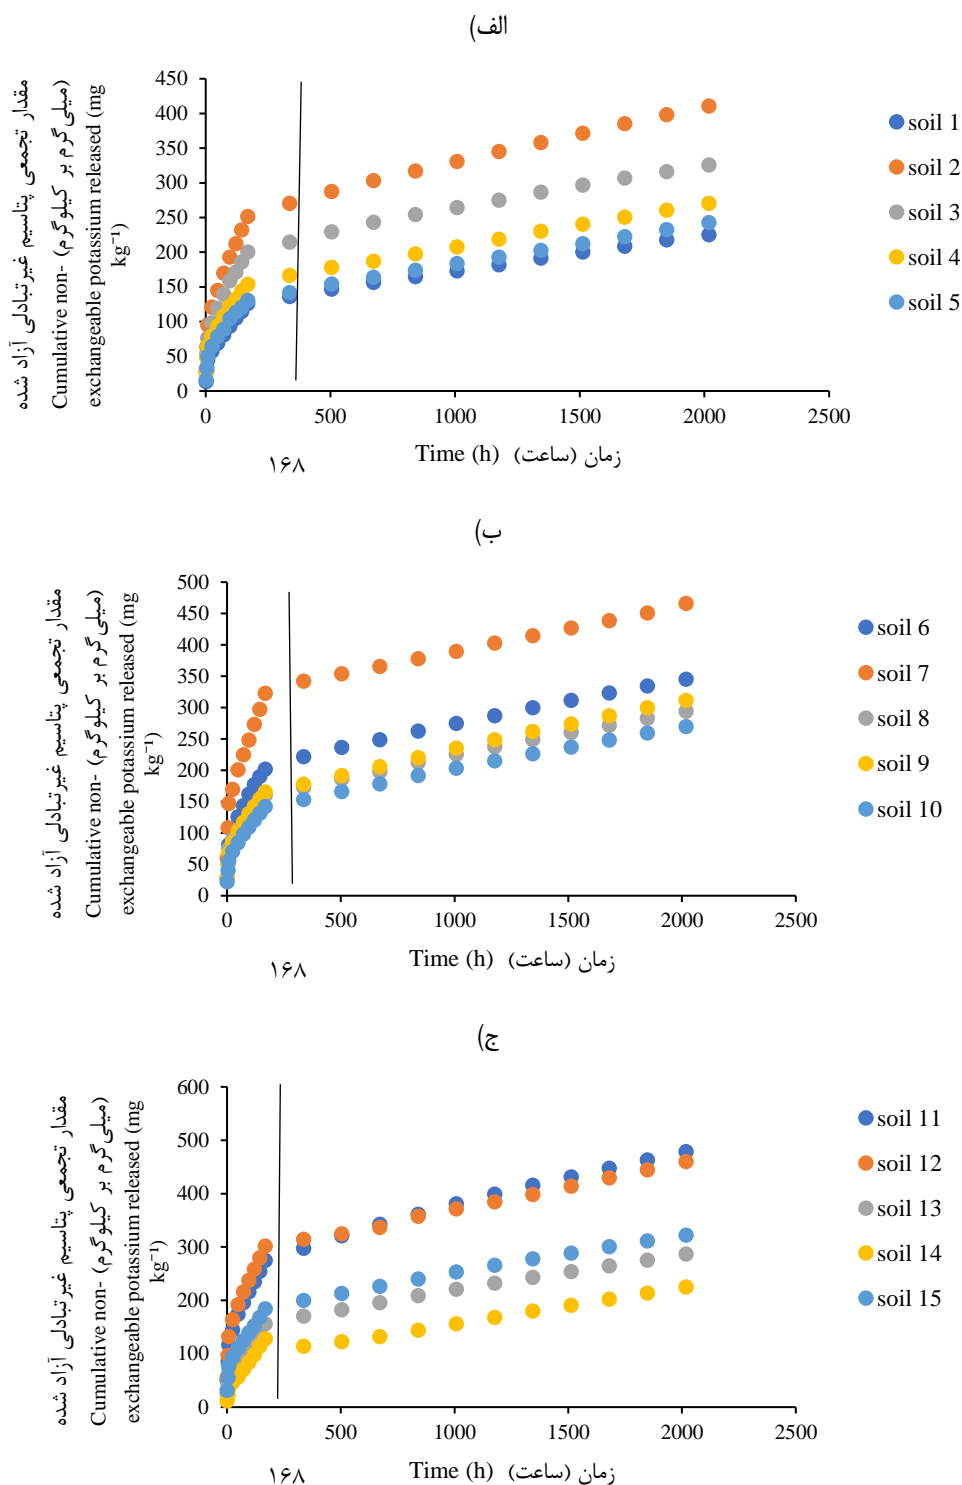 الف)
مقدار تجمعی پتاسیم غیرتبادلی آزاد شده
Cumulative non- (میلی‌گرم بر کیلوگرم)
exchangeable potassium released (mg
kg⁻¹)
450
400
350
300
250
200
150
100
50
0
0 500 1000 1500 2000 2500
Time (h) زمان (ساعت)
۱۶۸
soil 1
soil 2
soil 3
soil 4
soil 5
ب)
مقدار تجمعی پتاسیم غیرتبادلی آزاد شده
Cumulative non- (میلی‌گرم بر کیلوگرم)
exchangeable potassium released (mg
kg⁻¹)
500
450
400
350
300
250
200
150
100
50
0
0 500 1000 1500 2000 2500
Time (h) زمان (ساعت)
۱۶۸
soil 6
soil 7
soil 8
soil 9
soil 10
ج)
مقدار تجمعی پتاسیم غیرتبادلی آزاد شده
Cumulative non- (میلی‌گرم بر کیلوگرم)
exchangeable potassium released (mg
kg⁻¹)
600
500
400
300
200
100
0
0 500 1000 1500 2000 2500
Time (h) زمان (ساعت)
۱۶۸
soil 11
soil 12
soil 13
soil 14
soil 15